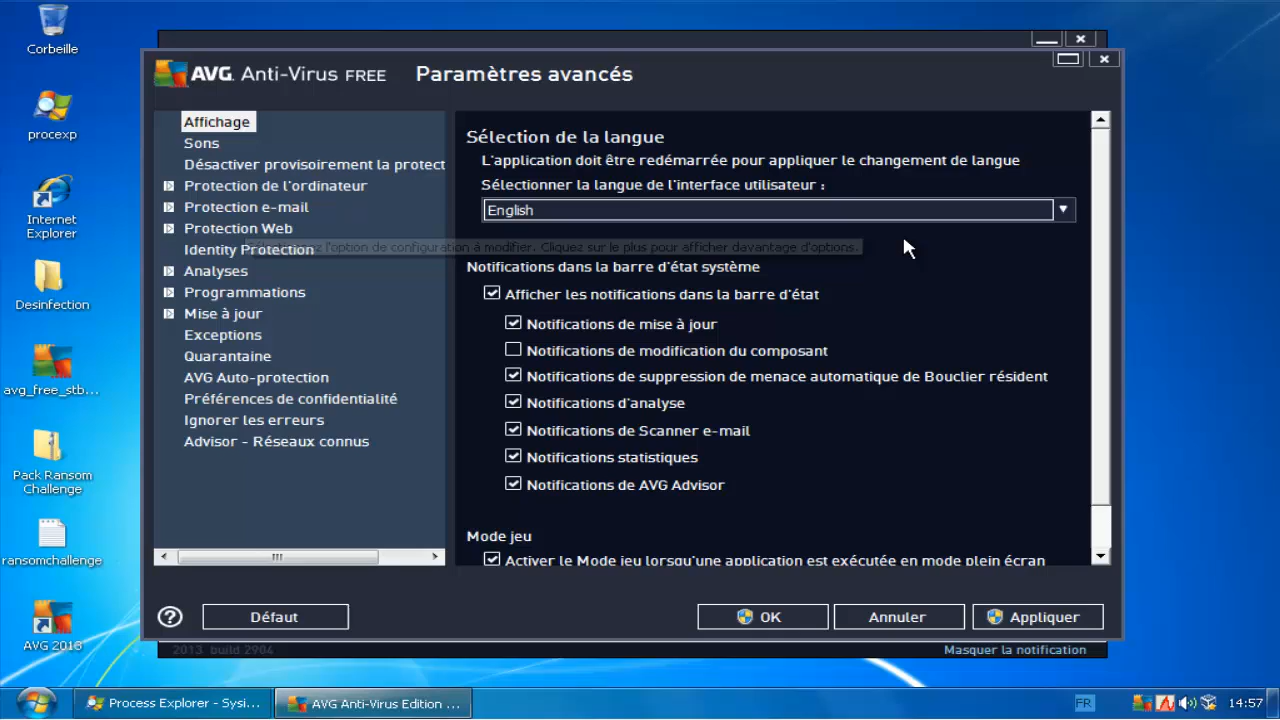 Corbeille
procexp
Internet
Explorer
Desinfection
avg_free_stb...
Pack Ransom
Challenge
ransomchallenge
AVG 2013
AVG Anti-Virus FREE
Paramètres avancés
Affichage
Sons
Désactiver provisoirement la protect
Protection de l'ordinateur
Protection e-mail
Protection Web
Identity Protection
Analyses
Programmations
Mise à jour
Exceptions
Quarantaine
AVG Auto-protection
Préférences de confidentialité
Ignorer les erreurs
Advisor - Réseaux connus
Sélection de la langue
L'application doit être redémarrée pour appliquer le changement de langue
Sélectionner la langue de l'interface utilisateur :
English
l'option de configuration à modifier. Cliquez sur le plus pour afficher davantage d'options.
Notifications dans la barre d'état système
Afficher les notifications dans la barre d'état
Notifications de mise à jour
Notifications de modification du composant
Notifications de suppression de menace automatique de Bouclier résident
Notifications d'analyse
Notifications de Scanner e-mail
Notifications statistiques
Notifications de AVG Advisor
Mode jeu
Activer le Mode jeu lorsqu'une application est exécutée en mode plein écran
?
Défaut
OK
Annuler
Appliquer
2013 build 2904
Masquer la notification
Process Explorer - Sysi...
AVG Anti-Virus Edition ...
FR
14:57